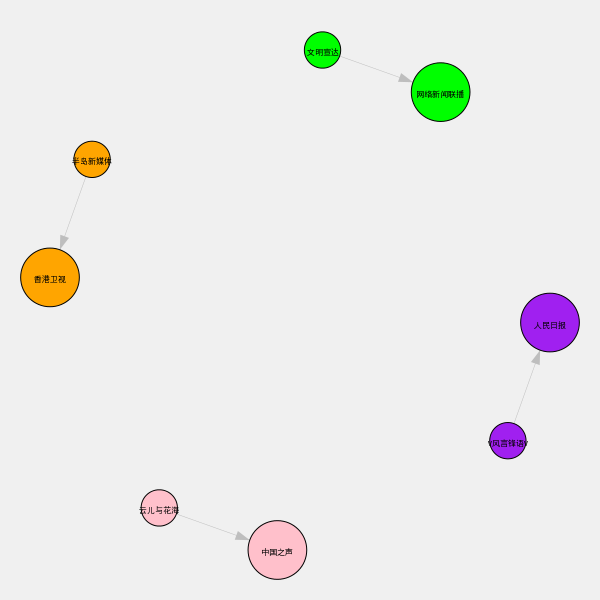 文明宣达
网络新闻联播
半岛新媒体
香港卫视
人民日报
v风言锋语v
云儿与花海
中国之声